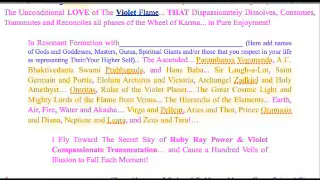 The Unconditional LOVE of The Violet Flame... THAT Dispassionately Dissolves, Consumes,
Transmutes and Reconciles all phases of the Wheel of Karma... in Pure Enjoyment!
In Resonant Formation with (Here add names
of Gods and Goddesses, Masters, Gurus, Spiritual Giants and/or those that you respect in your life
as representing Their/Your Higher Self)... The Ascended... Paramhansa Yogananda, A.C.
Bhaktivedanta Swami Prabhupada, and Hans Baba... Sir Laugh-a-Lot, Saint
Germain and Portia, Elohim Arcturus and Victoria, Archangel Zadkiel and Holy
Amethyst... Omritas, Ruler of the Violet Planet... The Great Cosmic Light and
Mighty Lords of the Flame from Venus... The Hierarchs of Elements... Earth,
Air, Fire, Water and Akasha... Virgo and Pelleur, Aries and Thor, Prince Oromasis
and Diana, Neptune and Luara, and Zeus and Tara!...
I Fly Toward The Secret Sky of Ruby Ray Power & Violet
Compassionate Transmutation... and Cause a Hundred Veils of
Illusion to Fall Each Moment!